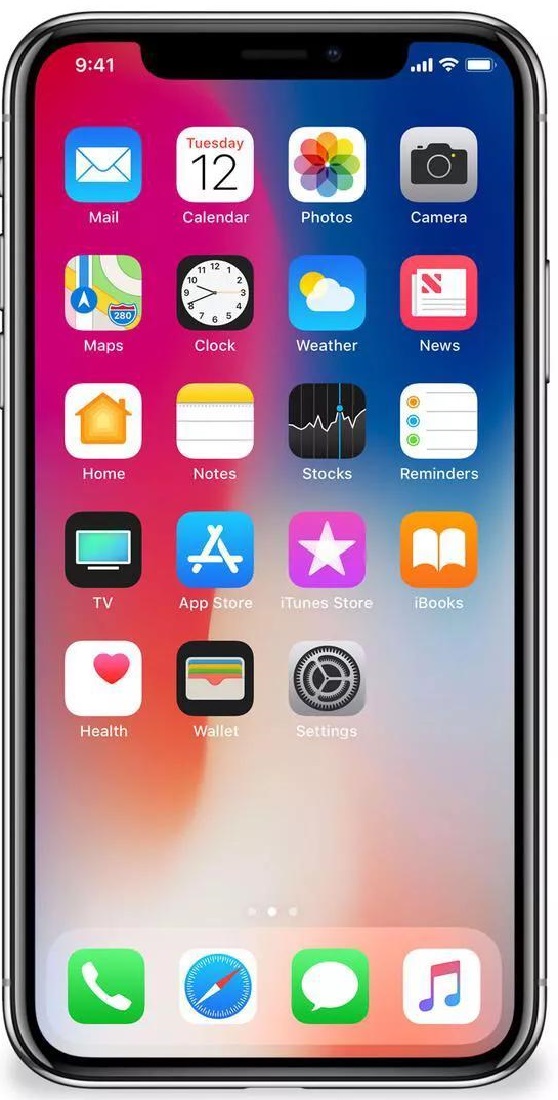 9:41
Tuesday
12
Mail
Calendar
Photos
Camera
280
Maps
Clock
Weather
News
Home
Notes
Stocks
Reminders
TV
App Store
iTunes Store
iBooks
Health
Wallet
Settings